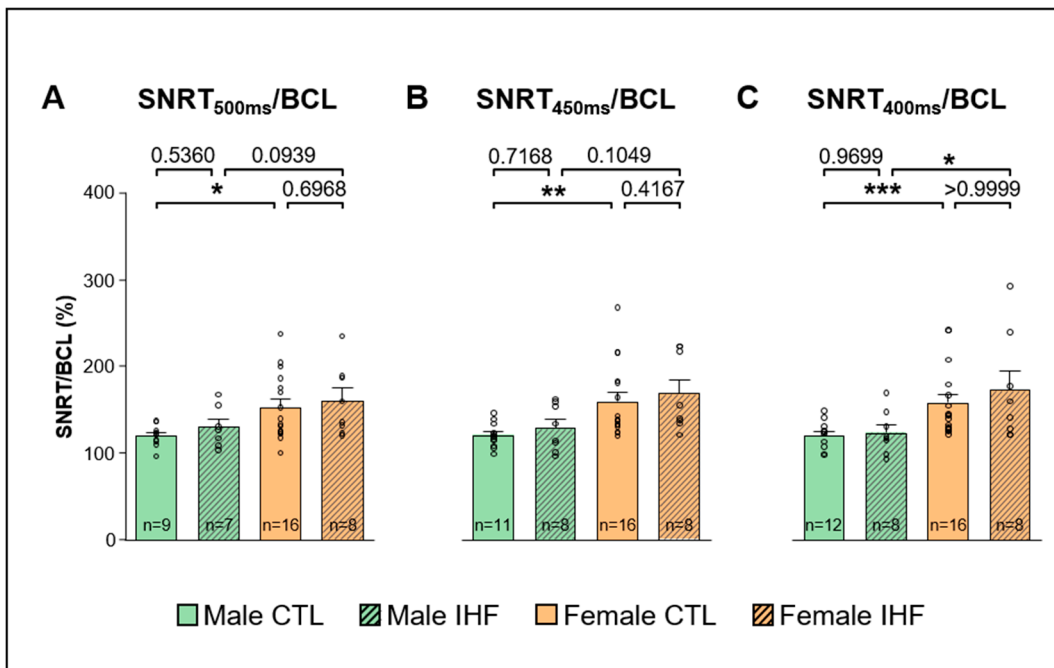 A SNRT500ms/BCL
B SNRT450ms/BCL
C SNRT400ms/BCL
0.5360 0.0939
* 0.6968
0.7168 0.1049
** 0.4167
0.9699 *
*** >0.9999
SNRT/BCL (%)
400
300
200
100
0
n=9 n=7 n=16 n=8
n=11 n=8 n=16 n=8
n=12 n=8 n=16 n=8
Male CTL Male IHF Female CTL Female IHF